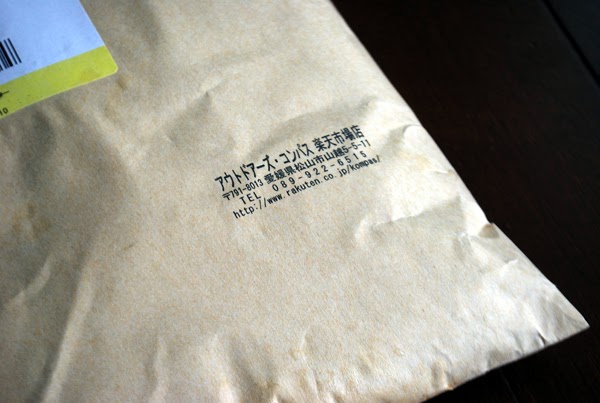 10
アウトドアーズ・コンパス 楽天市場店
〒791-8013 愛媛県松山市山越5-5-11
TEL 089-922-6515
http://www.rakuten.co.jp/kompas/